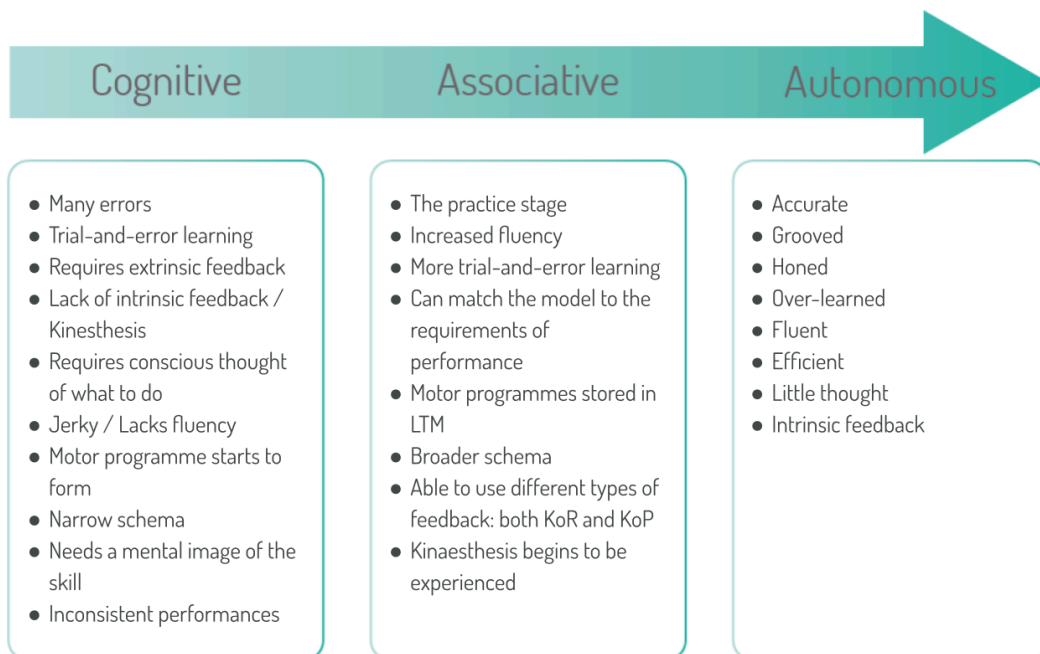 Cognitive
Associative
Autonomous
● Many errors
● Trial-and-error learning
● Requires extrinsic feedback
● Lack of intrinsic feedback /
Kinesthesis
● Requires conscious thought
of what to do
● Jerky / Lacks fluency
● Motor programme starts to
form
● Narrow schema
● Needs a mental image of the
skill
● Inconsistent performances
● The practice stage
● Increased fluency
● More trial-and-error learning
● Can match the model to the
requirements of
performance
● Motor programmes stored in
LTM
● Broader schema
● Able to use different types of
feedback: both KoR and KoP
● Kinaesthesis begins to be
experienced
● Accurate
● Grooved
● Honed
● Over-learned
● Fluent
● Efficient
● Little thought
● Intrinsic feedback